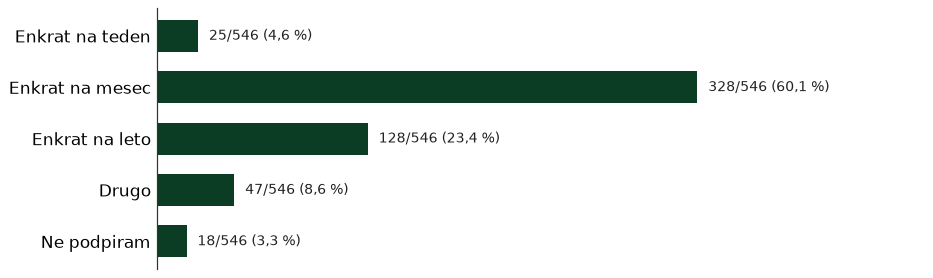 Enkrat na teden 25/546 (4,6 %)
Enkrat na mesec 328/546 (60,1 %)
Enkrat na leto 128/546 (23,4 %)
Drugo 47/546 (8,6 %)
Ne podpiram 18/546 (3,3 %)